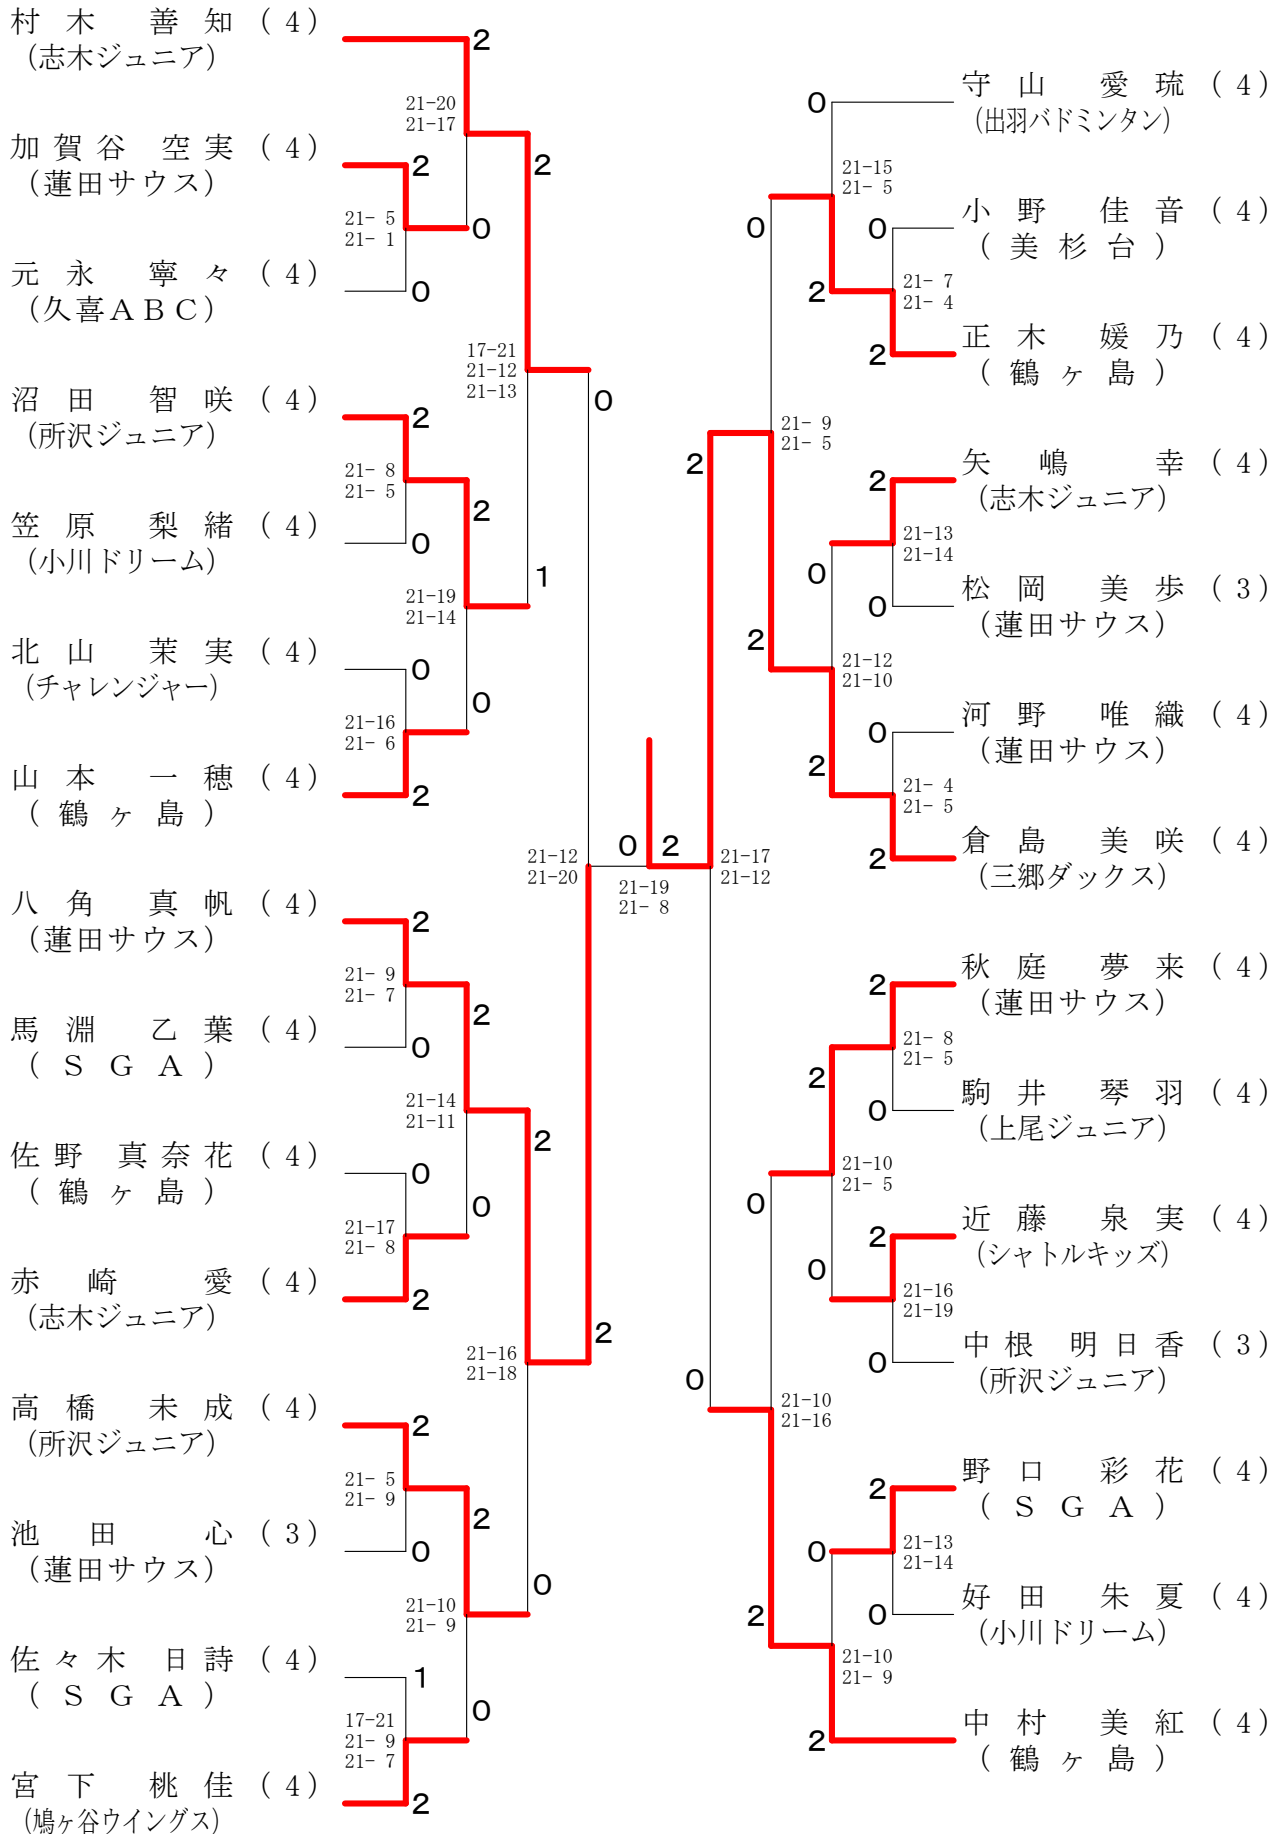 村木 善知 (4)
(志木ジュニア)
2
21-20
21-17
加賀谷 空実 (4)
(蓮田サウス)
2
2
21- 5
21- 1
0
元永 寧々 (4)
(久喜ABC)
0
17-21
21-12
21-13
0
沼田 智咲 (4)
(所沢ジュニア)
2
21- 8
21- 5
2
笠原 梨緒 (4)
(小川ドリーム)
0
1
21-19
21-14
北山 茉実 (4)
(チャレンジャー)
0
0
21-16
21- 6
山本 一穂 (4)
(鶴ヶ島)
2
21-12
21-20
0
2
21-19
21- 8
八角 真帆 (4)
(蓮田サウス)
2
21- 9
21- 7
2
馬淵 乙葉 (4)
(SGA)
0
21-14
21-11
2
佐野 真奈花 (4)
(鶴ヶ島)
0
0
21-17
21- 8
赤崎 愛 (4)
(志木ジュニア)
2
2
21-16
21-18
高橋 未成 (4)
(所沢ジュニア)
2
21- 5
21- 9
2
池田 心 (3)
(蓮田サウス)
0
0
21-10
21- 9
佐々木 日詩 (4)
(SGA)
1
0
17-21
21- 9
21- 7
宮下 桃佳 (4)
(鳩ヶ谷ウイングス)
2
守山 愛琉 (4)
(出羽バドミンタン)
0
21-15
21- 5
小野 佳音 (4)
(美杉台)
0
0
21- 7
21- 4
2
正木 媛乃 (4)
(鶴ヶ島)
2
21- 9
21- 5
2
矢嶋 幸 (4)
(志木ジュニア)
2
21-13
21-14
0
松岡 美歩 (3)
(蓮田サウス)
0
2
21-12
21-10
河野 唯織 (4)
(蓮田サウス)
0
2
21- 4
21- 5
倉島 美咲 (4)
(三郷ダックス)
2
21-17
21-12
秋庭 夢来 (4)
(蓮田サウス)
2
21- 8
21- 5
2
駒井 琴羽 (4)
(上尾ジュニア)
0
21-10
21- 5
0
近藤 泉実 (4)
(シャトルキッズ)
2
0
21-16
21-19
中根 明日香 (3)
(所沢ジュニア)
0
0
21-10
21-16
野口 彩花 (4)
(SGA)
2
21-13
21-14
0
好田 朱夏 (4)
(小川ドリーム)
0
2
21-10
21- 9
中村 美紅 (4)
(鶴ヶ島)
2